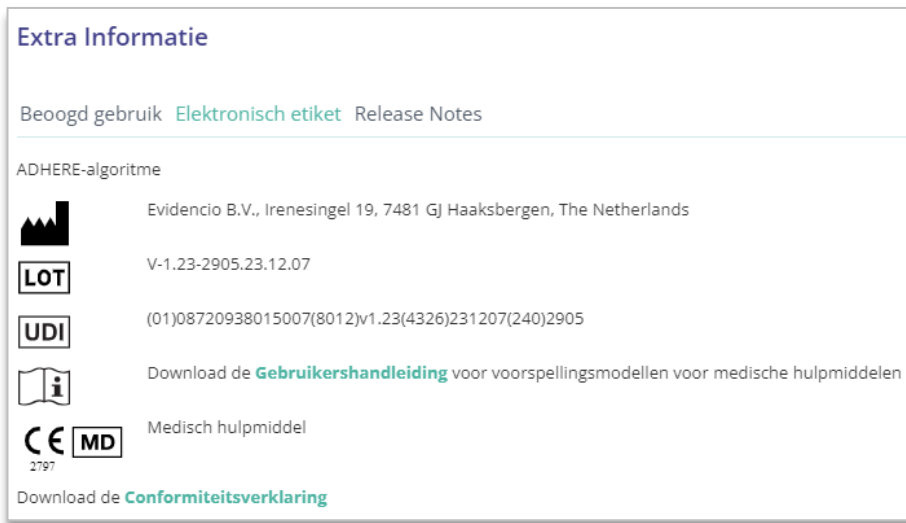 Extra Informatie
Beoogd gebruik Elektronisch etiket Release Notes
ADHERE-algoritme
Evidencio B.V., Irenesingel 19, 7481 GJ Haaksbergen, The Netherlands
LOT V-1.23-2905.23.12.07
UDI (01)08720938015007(8012)v1.23(4326)231207(240)2905
i Download de Gebruikershandleiding voor voorspellingsmodellen voor medische hulpmiddelen
CE MD Medisch hulpmiddel
2797
Download de Conformiteitsverklaring